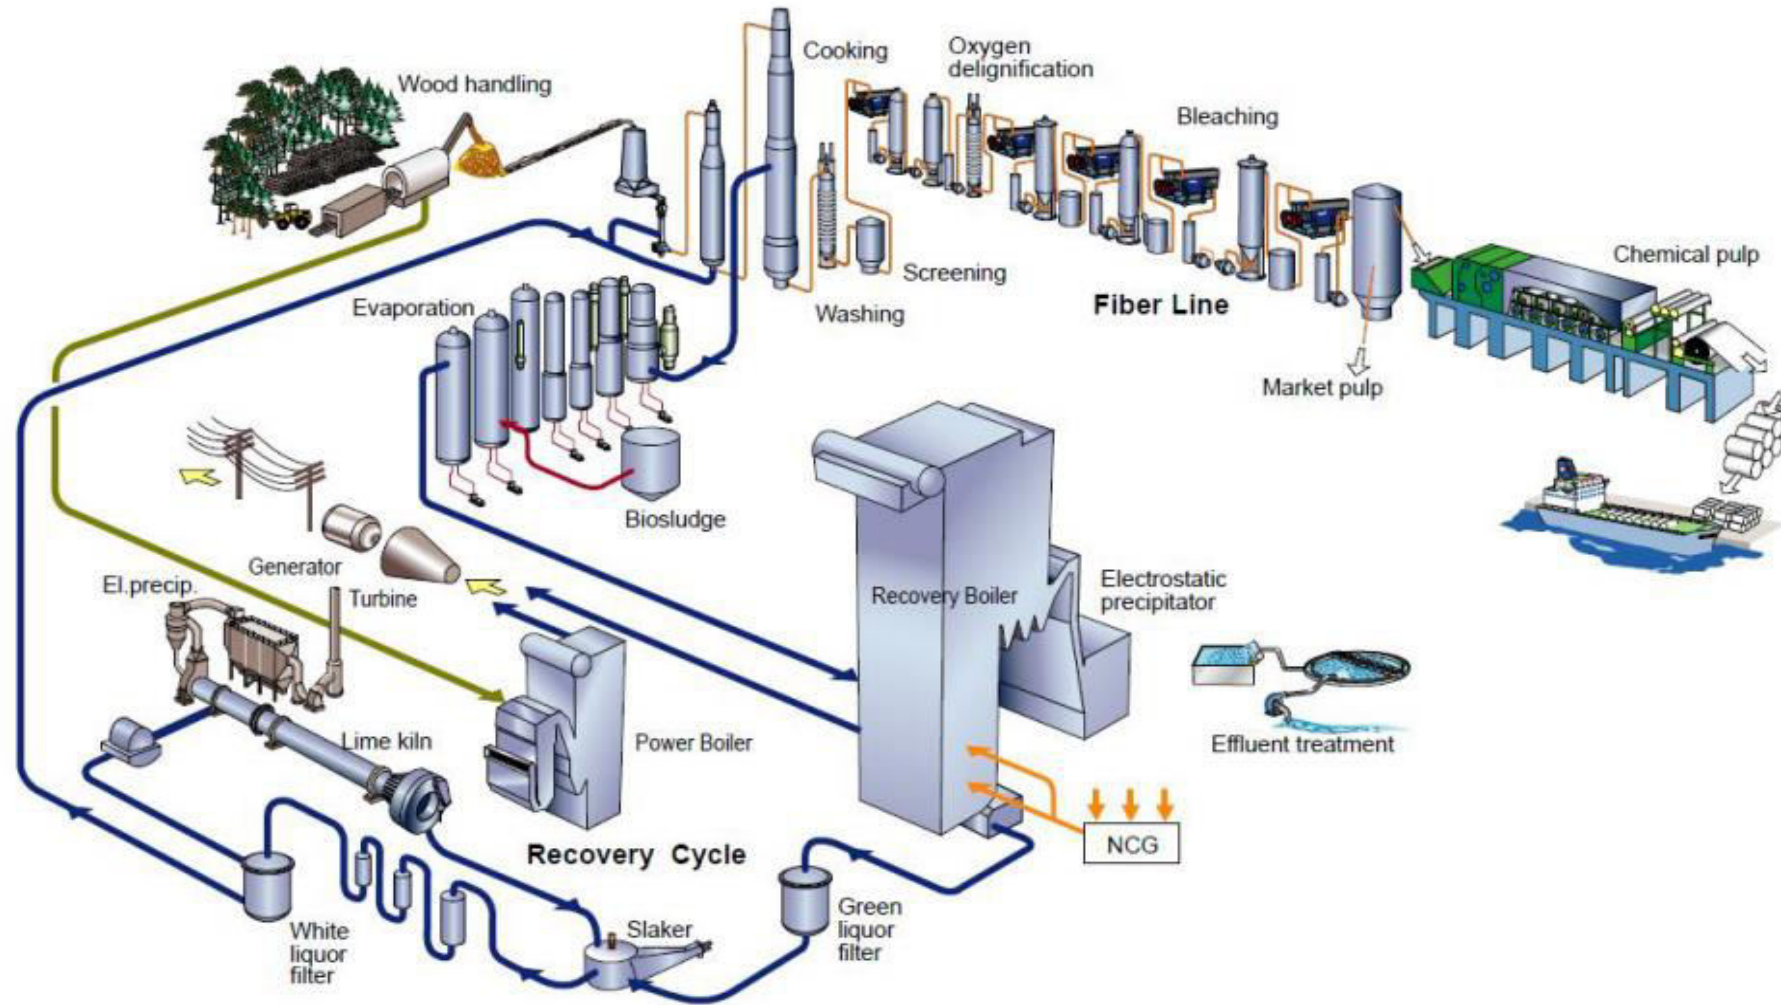 Wood handling
Cooking
Oxygen
delignification
Bleaching
Chemical pulp
Screening
Washing
Fiber Line
Evaporation
Market pulp
Biosludge
Generator
Turbine
El.precip.
Recovery Boiler
Electrostatic
precipitator
Effluent treatment
Lime kiln
Power Boiler
NCG
Recovery Cycle
White
liquor
filter
Slaker
Green
liquor
filter